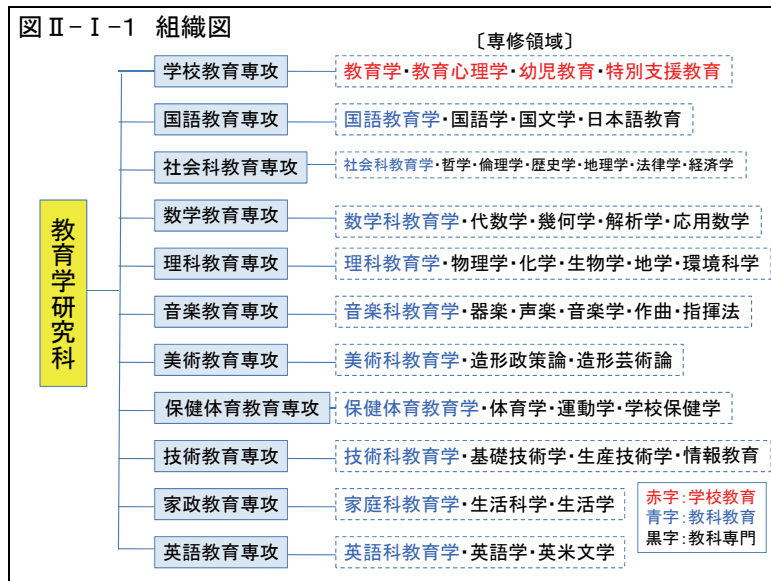 図Ⅱ-Ⅰ-1 組織図
〔専修領域〕
教育学研究科
学校教育専攻 教育学・教育心理学・幼児教育・特別支援教育
国語教育専攻 国語教育学・国語学・国文学・日本語教育
社会科教育専攻 社会科教育学・哲学・倫理学・歴史学・地理学・法律学・経済学
数学教育専攻 数学科教育学・代数学・幾何学・解析学・応用数学
理科教育専攻 理科教育学・物理学・化学・生物学・地学・環境科学
音楽教育専攻 音楽科教育学・器楽・声楽・音楽学・作曲・指揮法
美術教育専攻 美術科教育学・造形政策論・造形芸術論
保健体育教育専攻 保健体育教育学・体育学・運動学・学校保健学
技術教育専攻 技術科教育学・基礎技術学・生産技術学・情報教育
家政教育専攻 家庭科教育学・生活科学・生活学
英語教育専攻 英語科教育学・英語学・英米文学
赤字:学校教育
青字:教科教育
黒字:教科専門